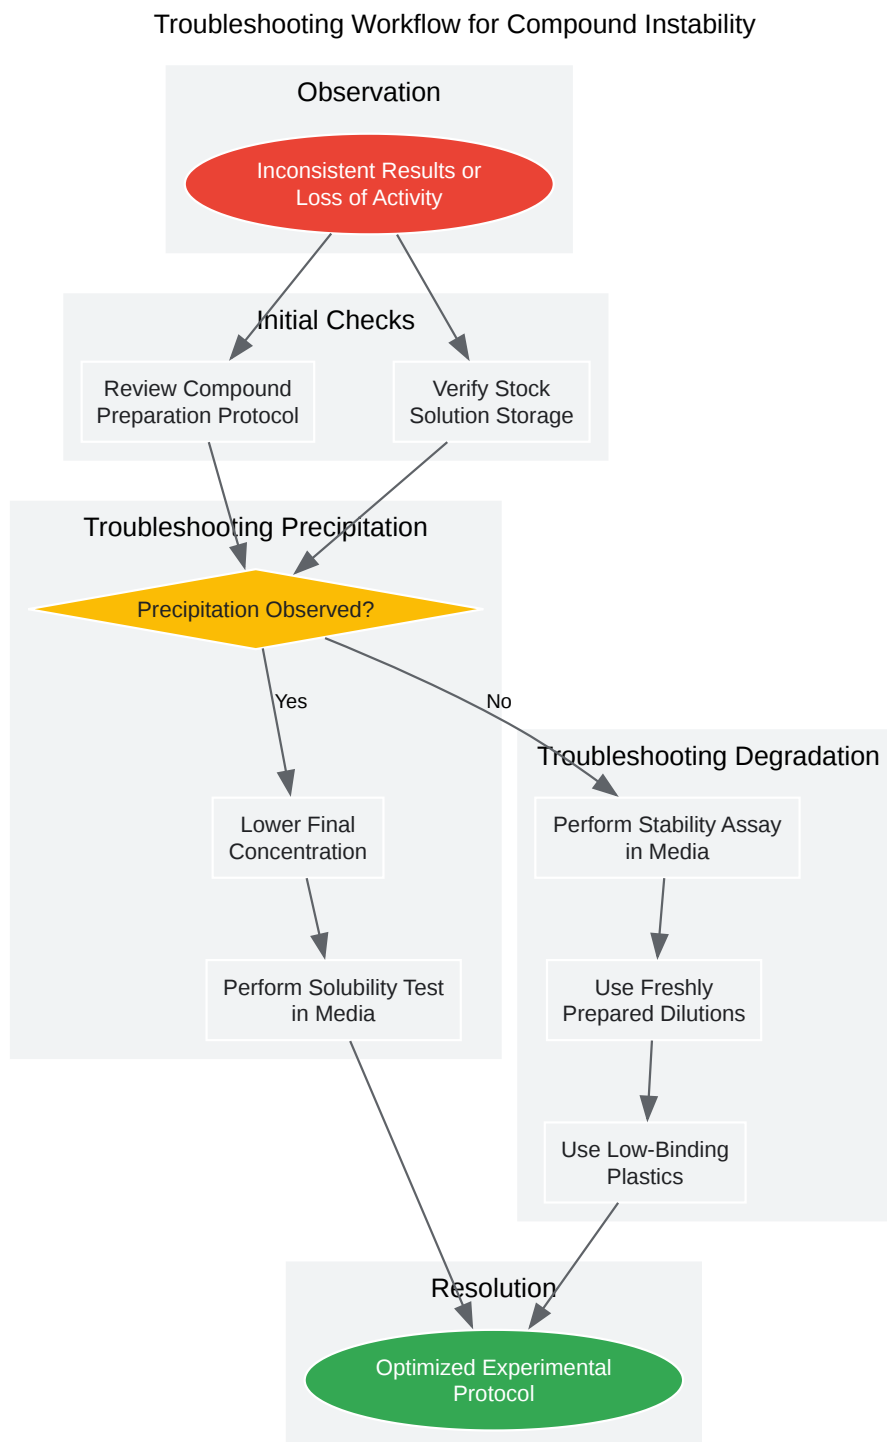 Troubleshooting Workflow for Compound Instability
Observation
Inconsistent Results or
Loss of Activity
Initial Checks
Review Compound
Preparation Protocol
Verify Stock
Solution Storage
Troubleshooting Precipitation
Precipitation Observed?
Yes
No
Troubleshooting Degradation
Lower Final
Concentration
Perform Stability Assay
in Media
Perform Solubility Test
in Media
Use Freshly
Prepared Dilutions
Use Low-Binding
Plastics
Resolution
Optimized Experimental
Protocol